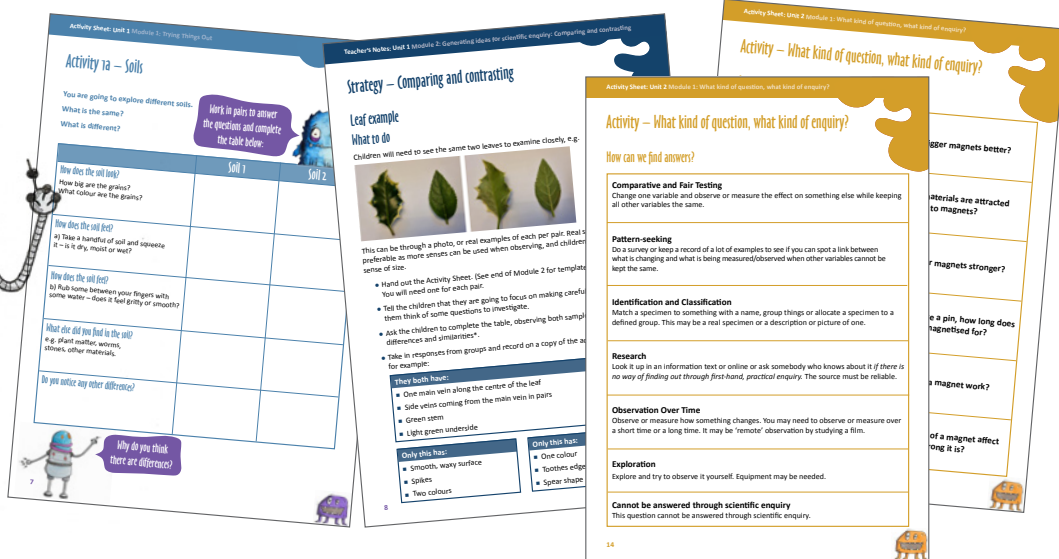 Activity Sheet: Unit 1 Module 1: Trying Things Out
Activity 1a – Soils
You are going to explore different soils.
What is the same?
What is different?
Work in pairs to answer
the questions and complete
the table below:
Soil 1
Soil 2
How does the soil look?
How big are the grains?
What colour are the grains?
How does the soil feel?
a) Take a handful of soil and squeeze
it – is it dry, moist or wet?
How does the soil feel?
b) Rub some between your fingers with
some water – does it feel gritty or smooth?
What else did you find in the soil?
e.g. plant matter, worms,
stones, other materials.
Do you notice any other differences?
Why do you think
there are differences?
7
Teacher's Notes: Unit 1 Module 2: Generating ideas for scientific enquiry: Comparing and contrasting
Strategy – Comparing and contrasting
Leaf example
What to do
Children will need to see the same two leaves to examine closely, e.g.
This can be through a photo, or real examples of each per pair. Real s
preferable as more senses can be used when observing, and children
sense of size.
• Hand out the Activity Sheet. (See end of Module 2 for template
You will need one for each pair.
• Tell the children that they are going to focus on making careful
them think of some questions to investigate.
• Ask the children to complete the table, observing both sample
differences and similarities*.
• Take in responses from groups and record on a copy of the ac
for example:
They both have:
▪ One main vein along the centre of the leaf
▪ Side veins coming from the main vein in pairs
▪ Green stem
▪ Light green underside
Only this has:
▪ Smooth, waxy surface
▪ Spikes
▪ Two colours
Only this has:
▪ One colour
▪ Toothes edge
▪ Spear shape
8
Activity Sheet: Unit 2 Module 1: What kind of question, what kind of enquiry?
Activity – What kind of question, what kind of enquiry?
How can we find answers?
Comparative and Fair Testing
Change one variable and observe or measure the effect on something else while keeping
all other variables the same.
Pattern-seeking
Do a survey or keep a record of a lot of examples to see if you can spot a link between
what is changing and what is being measured/observed when other variables cannot be
kept the same.
Identification and Classification
Match a specimen to something with a name, group things or allocate a specimen to a
defined group. This may be a real specimen or a description or picture of one.
Research
Look it up in an information text or online or ask somebody who knows about it if there is
no way of finding out through first-hand, practical enquiry. The source must be reliable.
Observation Over Time
Observe or measure how something changes. You may need to observe or measure over
a short time or a long time. It may be 'remote' observation by studying a film.
Exploration
Explore and try to observe it yourself. Equipment may be needed.
Cannot be answered through scientific enquiry
This question cannot be answered through scientific enquiry.
14
Activity Sheet: Unit 2 Module 1: What kind of question, what kind of enquiry?
Activity – What kind of question, what kind of enquiry?
gger magnets better?
aterials are attracted
to magnets?
r magnets stronger?
e a pin, how long does
agnetised for?
a magnet work?
of a magnet affect
ong it is?